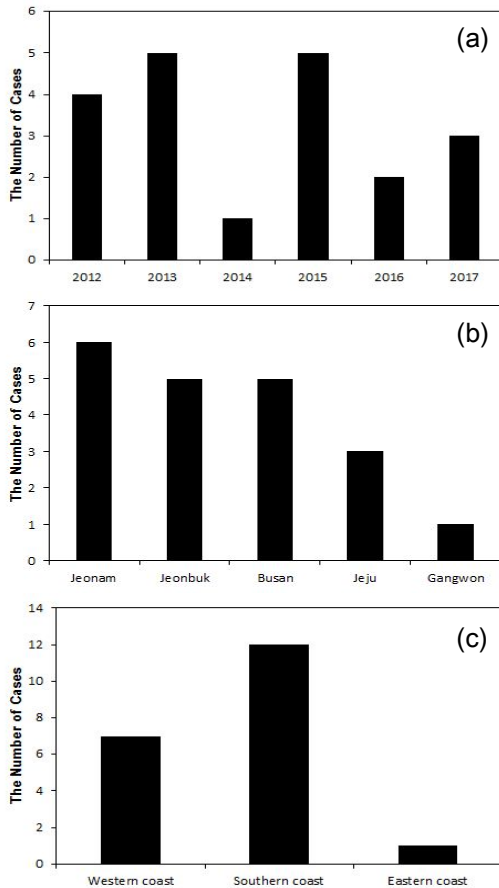 (a)
The Number of Cases
6
5
4
3
2
1
0
2012 2013 2014 2015 2016 2017
(b)
The Number of Cases
7
6
5
4
3
2
1
0
Jeonam Jeonbuk Busan Jeju Gangwon
(c)
The Number of Cases
14
12
10
8
6
4
2
0
Western coast Southern coast Eastern coast